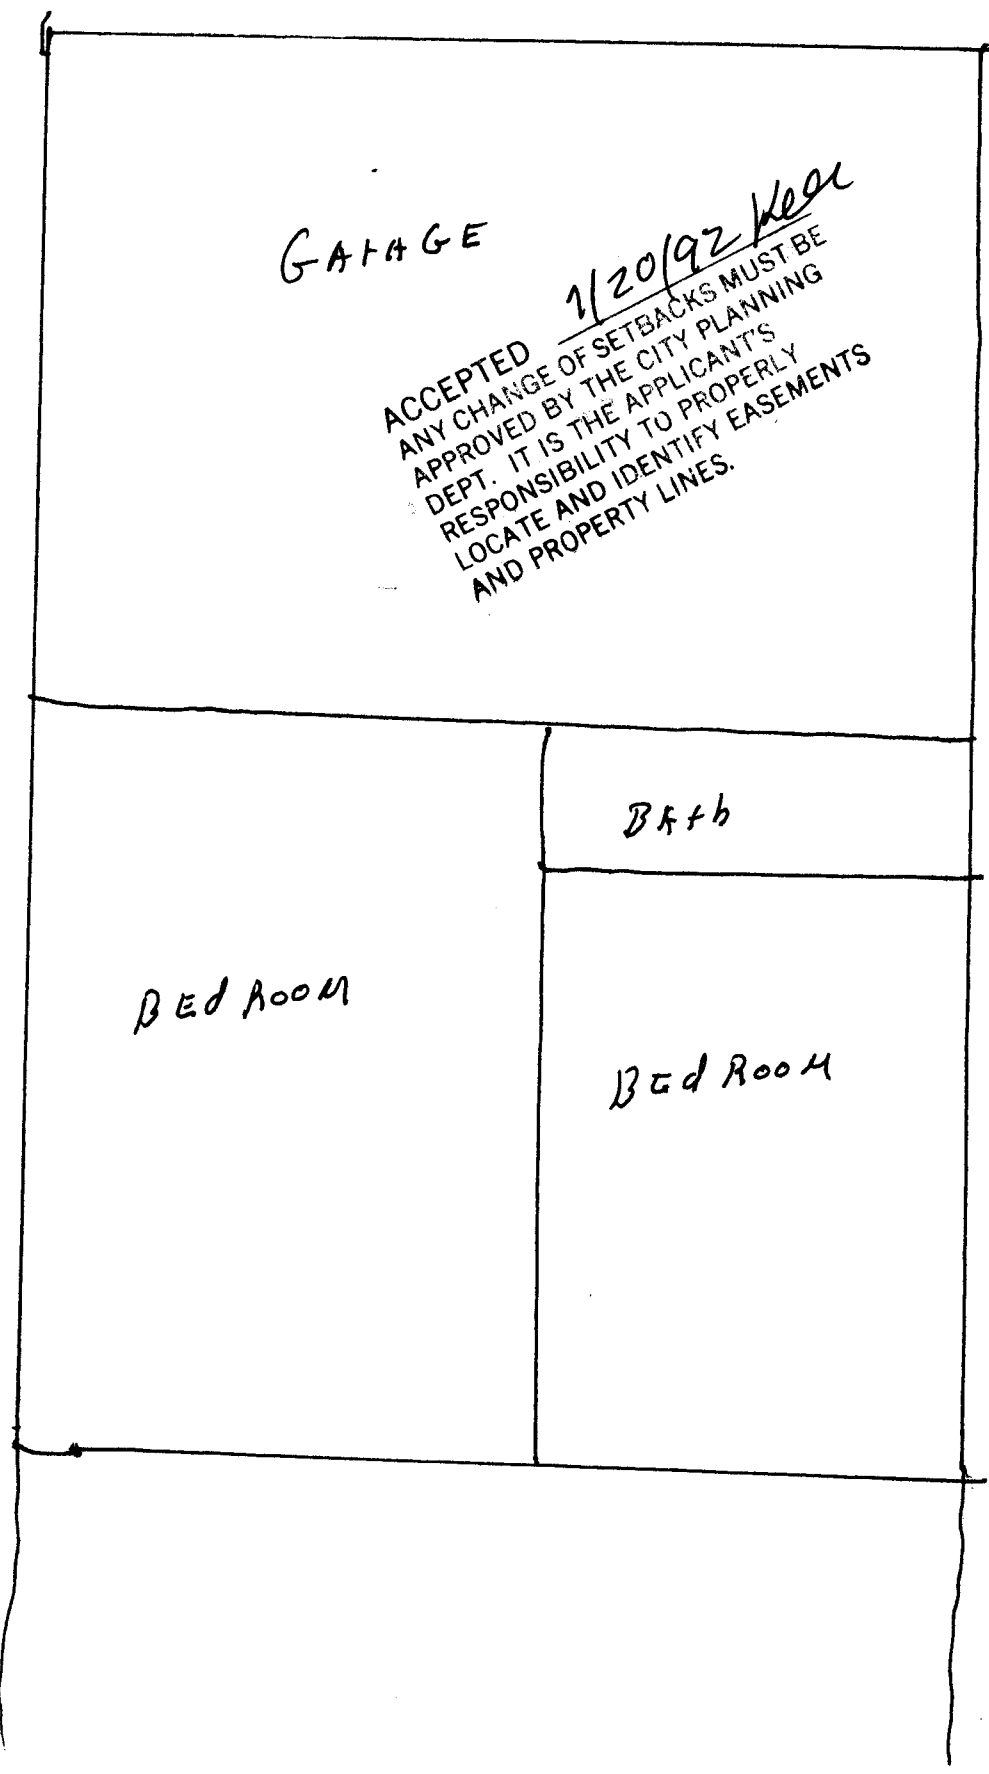 GArAGE
ACCEPTED 1/20/92
ANY CHANGE OF SETBACKS MUST BE
APPROVED BY THE CITY PLANNING
DEPT. IT IS THE APPLICANT'S
RESPONSIBILITY TO PROPERLY
LOCATE AND IDENTIFY EASEMENTS
AND PROPERTY LINES.
BAth
BEd RooM
BEd RooM